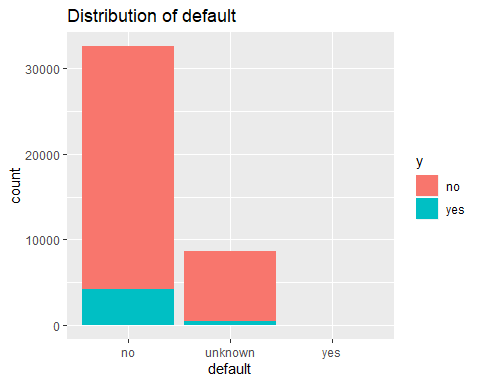 Distribution of default
30000
20000
10000
0
count
no
unknown
yes
default
y
no
yes